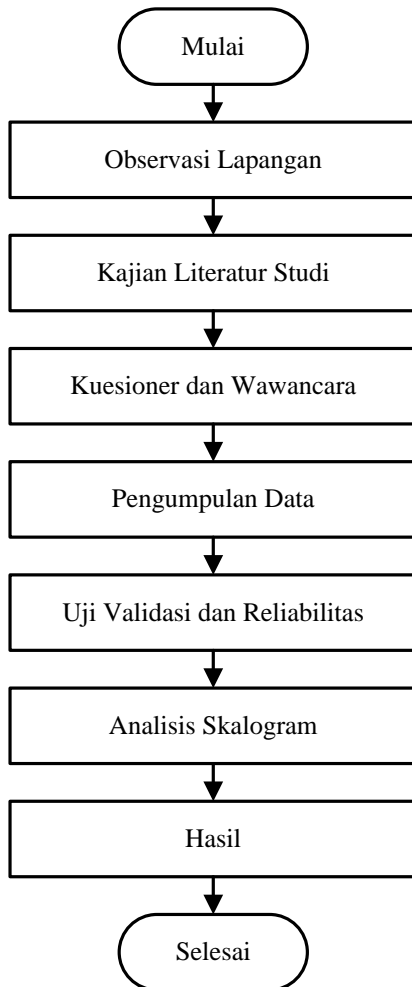 Mulai
Observasi Lapangan
Kajian Literatur Studi
Kuesioner dan Wawancara
Pengumpulan Data
Uji Validasi dan Reliabilitas
Analisis Skalogram
Hasil
Selesai